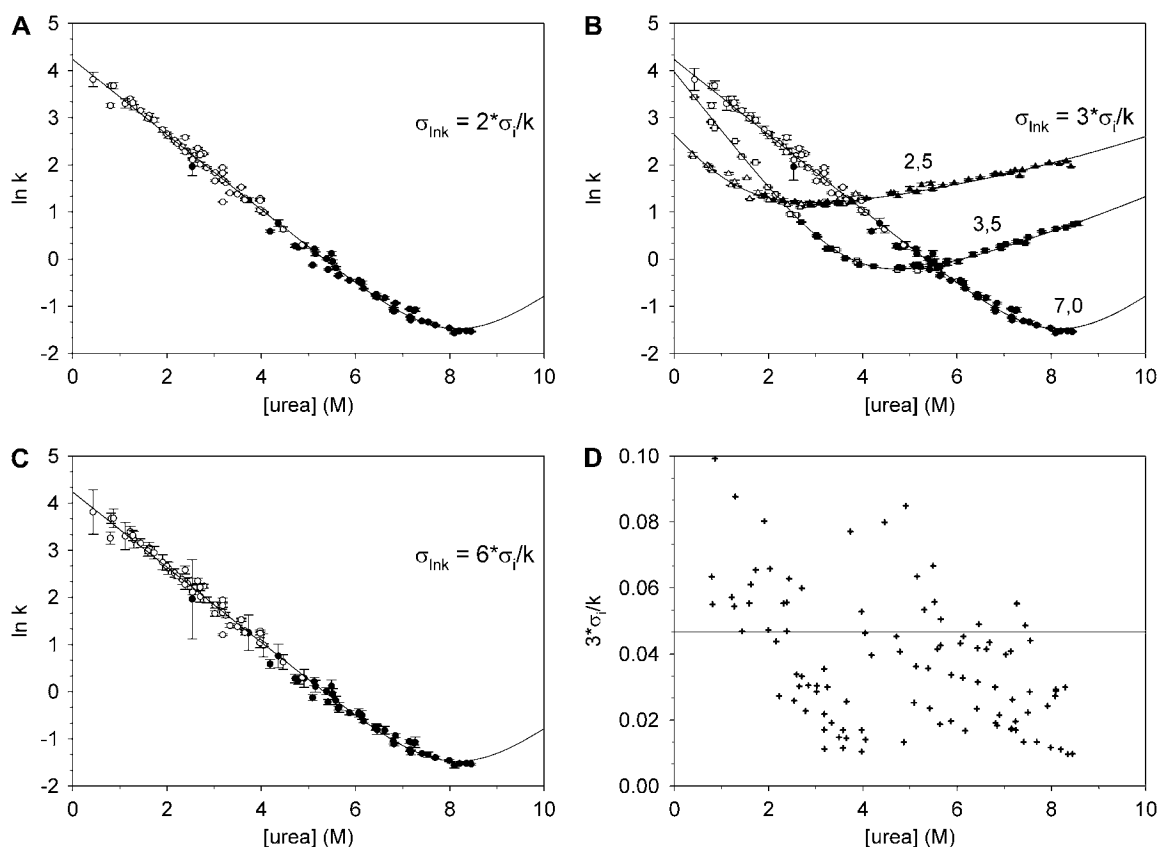 A
5
4
3
2
1
0
-1
-2
ln k
σlnk = 2*σi/k
0 2 4 6 8 10
[urea] (M)
B
5
4
3
2
1
0
-1
-2
ln k
σlnk = 3*σi/k
2,5
3,5
7,0
0 2 4 6 8 10
[urea] (M)
C
5
4
3
2
1
0
-1
-2
ln k
σlnk = 6*σi/k
0 2 4 6 8 10
[urea] (M)
D
0.10
0.08
0.06
0.04
0.02
0.00
3*σi/k
0 2 4 6 8 10
[urea] (M)